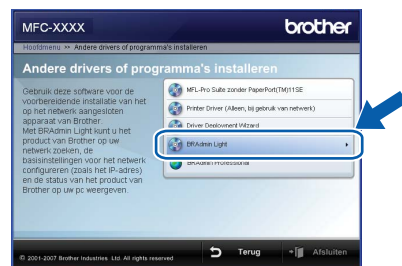 MFC-XXXX
brother
Hoofdmenu >> Andere drivers of programma's installeren
Andere drivers of programma's installeren
Gebruik deze software voor de
voorbereidende installatie van het
op het netwerk aangesloten
apparaat van Brother.
Met BRAdmin Light kunt u het
product van Brother op uw
netwerk zoeken, de
basisinstellingen voor het netwerk
configureren (zoals het IP-adres)
en de status van het product van
Brother op uw pc weergeven.
MFL-Pro Suite zonder PaperPort(TM)11SE
Printer Driver (Alleen, bij gebruik van netwerk)
Driver Deployment Wizard
BRAdmin Light
BRAdmin Professional
© 2001-2007 Brother Industries. Ltd. All rights reserved
Terug
Afsluiten